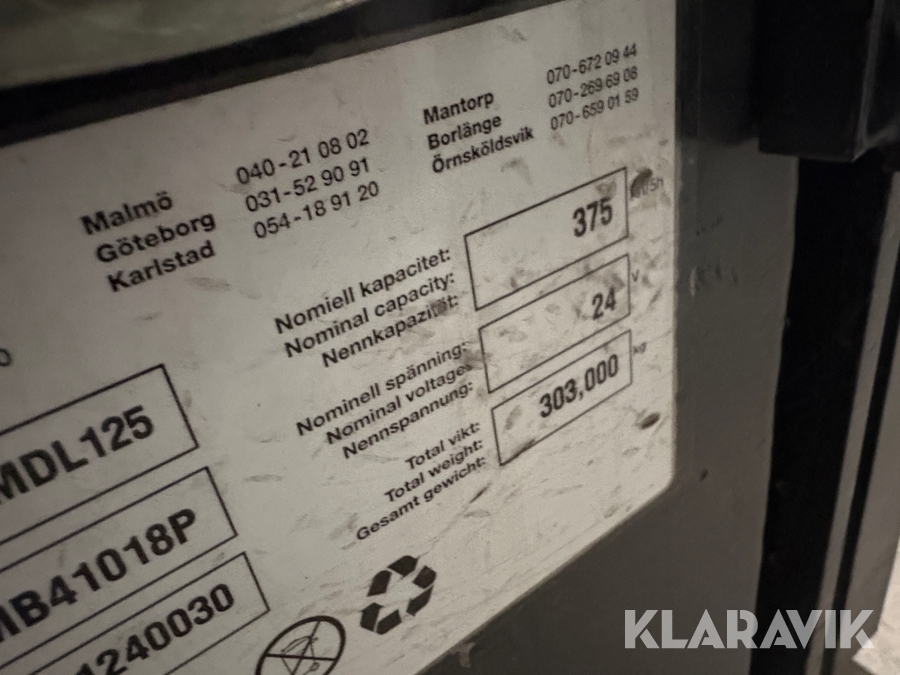 Malmö 040-21 08 02
Göteborg 031-52 90 91
Karlstad 054-18 91 20
Mantorp 070-672 09 44
Borlänge 070-269 69 08
Örnsköldsvik 070-659 01 59
Nomiell kapacitet:
Nominal capacity:
Nennkapazität:
375
Nominell spänning:
Nominal voltage:
Nennspannung:
24 V
Total vikt:
Total weight:
Gesamt gewicht:
303,000 kg
MDL125
MB41018P
1240030
KLARAVIK